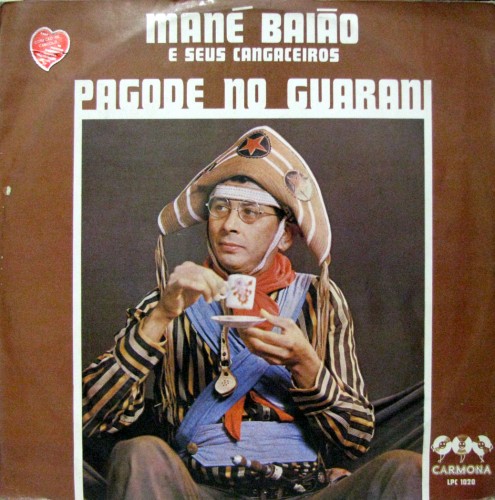 MANÉ BAIÃO
E SEUS CANGACEIROS
PAGODE NO GUARANI
CARMONA
LPC 1020